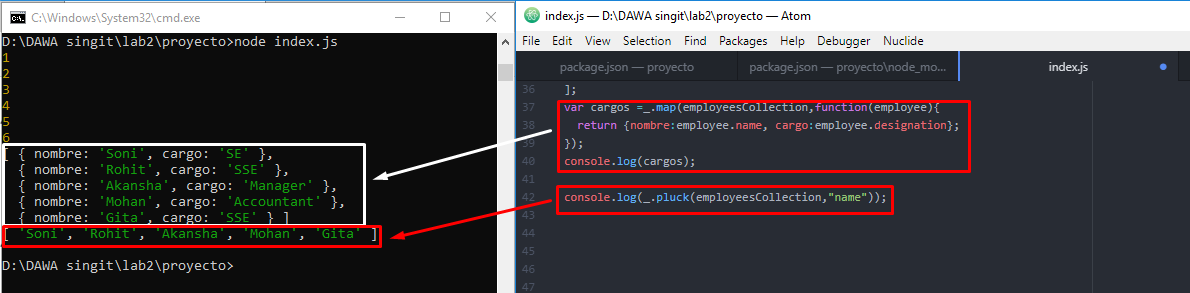 C:\Windows\System32\cmd.exe
D:\DAWA singit\lab2\proyecto>node index.js
1
2
3
4
5
6
[ { nombre: 'Soni', cargo: 'SE' },
{ nombre: 'Rohit', cargo: 'SSE' },
{ nombre: 'Akansha', cargo: 'Manager' },
{ nombre: 'Mohan', cargo: 'Accountant' },
{ nombre: 'Gita', cargo: 'SSE' } ]
[ 'Soni', 'Rohit', 'Akansha', 'Mohan', 'Gita' ]
D:\DAWA singit\lab2\proyecto>
index.js — D:\DAWA singit\lab2\proyecto — Atom
File Edit View Selection Find Packages Help Debugger Nuclide
package.json — proyecto package.json — proyecto\node_mo... index.js
36 ];
37 var cargos =_.map(employeesCollection,function(employee){
38 return {nombre:employee.name, cargo:employee.designation};
39 });
40 console.log(cargos);
41
42 console.log(_.pluck(employeesCollection,"name"));
43
44
45
46
47